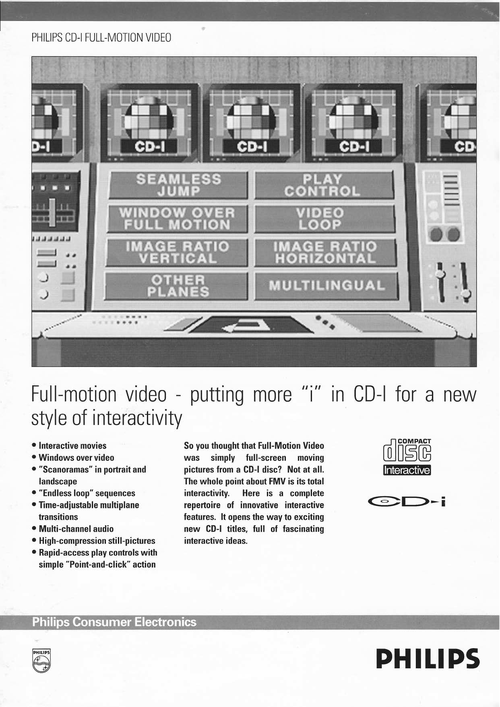 PHILIPS CD-I FULL-MOTION VIDEO
D-I
CD-I
CD-I
CD-I
CD
SEAMLESS
JUMP
PLAY
CONTROL
WINDOW OVER
FULL MOTION
VIDEO
LOOP
IMAGE RATIO
VERTICAL
IMAGE RATIO
HORIZONTAL
OTHER
PLANES
MULTILINGUAL
Full-motion video - putting more "i" in CD-I for a new
style of interactivity
• Interactive movies
• Windows over video
• "Scanoramas" in portrait and
landscape
• "Endless loop" sequences
• Time-adjustable multiplane
transitions
• Multi-channel audio
• High-compression still-pictures
• Rapid-access play controls with
simple "Point-and-click" action
So you thought that Full-Motion Video
was simply full-screen moving
pictures from a CD-I disc? Not at all.
The whole point about FMV is its total
interactivity. Here is a complete
repertoire of innovative interactive
features. It opens the way to exciting
new CD-I titles, full of fascinating
interactive ideas.
COMPACT
disc
Interactive
CD-i
Philips Consumer Electronics
PHILIPS
PHILIPS